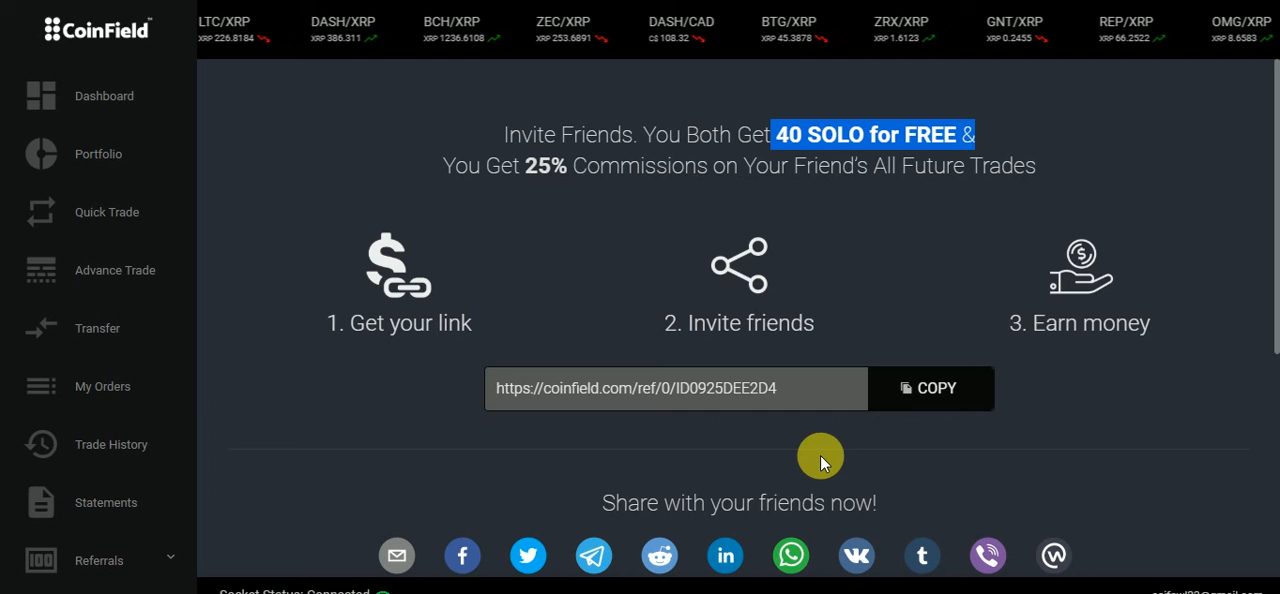 CoinField™
LTC/XRP DASH/XRP BCH/XRP ZEC/XRP DASH/CAD BTG/XRP ZRX/XRP GNT/XRP REP/XRP OMG/XRP
XRP 226.8184 XRP 386.311 XRP 1236.6108 XRP 253.6891 C$ 108.32 XRP 45.3878 XRP 1.6123 XRP 0.2455 XRP 66.2522 XRP 8.6583
Dashboard
Portfolio
Quick Trade
Advance Trade
Transfer
My Orders
Trade History
Statements
100 Referrals
Invite Friends. You Both Get 40 SOLO for FREE &
You Get 25% Commissions on Your Friend's All Future Trades
1. Get your link
2. Invite friends
3. Earn money
https://coinfield.com/ref/0/ID0925DEE2D4 COPY
Share with your friends now!
Socket Status: Connected